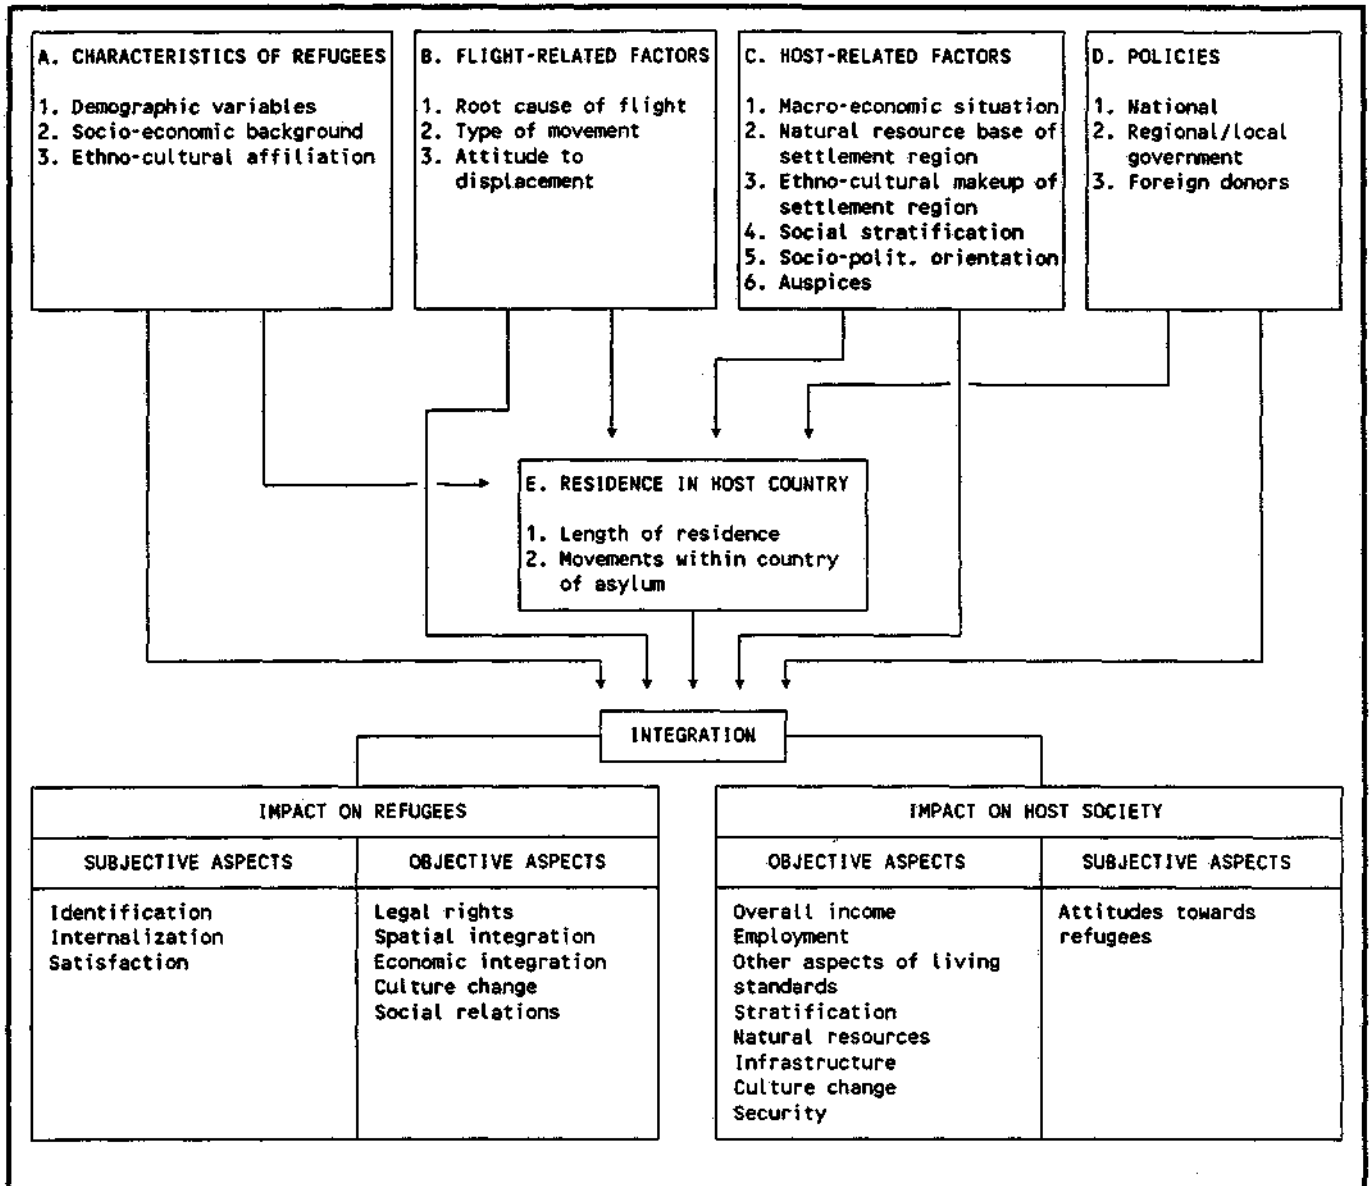 A. CHARACTERISTICS OF REFUGEES
1. Demographic variables
2. Socio-economic background
3. Ethno-cultural affiliation
B. FLIGHT-RELATED FACTORS
1. Root cause of flight
2. Type of movement
3. Attitude to
displacement
C. HOST-RELATED FACTORS
1. Macro-economic situation
2. Natural resource base of
settlement region
3. Ethno-cultural makeup of
settlement region
4. Social stratification
5. Socio-polit. orientation
6. Auspices
D. POLICIES
1. National
2. Regional/local
government
3. Foreign donors
E. RESIDENCE IN HOST COUNTRY
1. Length of residence
2. Movements within country
of asylum
INTEGRATION
IMPACT ON REFUGEES
SUBJECTIVE ASPECTS
Identification
Internalization
Satisfaction
OBJECTIVE ASPECTS
Legal rights
Spatial integration
Economic integration
Culture change
Social relations
IMPACT ON HOST SOCIETY
OBJECTIVE ASPECTS
Overall income
Employment
Other aspects of living
standards
Stratification
Natural resources
Infrastructure
Culture change
Security
SUBJECTIVE ASPECTS
Attitudes towards
refugees